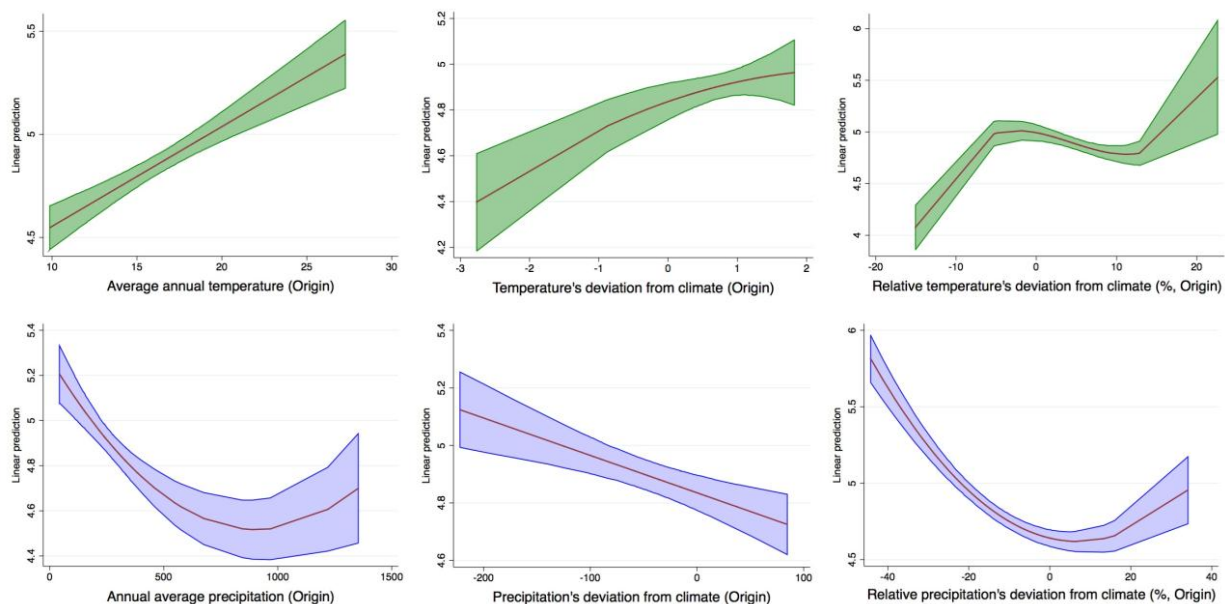 5.5
5
4.5
Linear prediction
10 15 20 25 30
Average annual temperature (Origin)
5.2
5
4.8
4.6
4.4
4.2
Linear prediction
-3 -2 -1 0 1 2
Temperature's deviation from climate (Origin)
6
5.5
5
4.5
4
Linear prediction
-20 -10 0 10 20
Relative temperature's deviation from climate (%, Origin)
5.4
5.2
5
4.8
4.6
4.4
Linear prediction
0 500 1000 1500
Annual average precipitation (Origin)
5.4
5.2
5
4.8
4.6
Linear prediction
-200 -100 0 100
Precipitation's deviation from climate (Origin)
6
5.5
5
4.5
Linear prediction
-40 -20 0 20 40
Relative precipitation's deviation from climate (%, Origin)